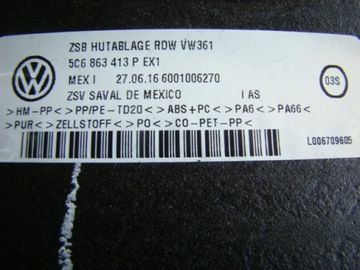 ZSB HUTABLAGE RDW VW361
5C6 863 413 P EX1
MEX I 27.06.16 6001006270
03S
ZSV SAVAL DE MEXICO I AS
>HM-PP< >PP/PE-TD20< >ABS+PC< >PA6< >PA66<
>PUR< >ZELLSTOFF< >PO< >CO-PET-PP<
L006709605